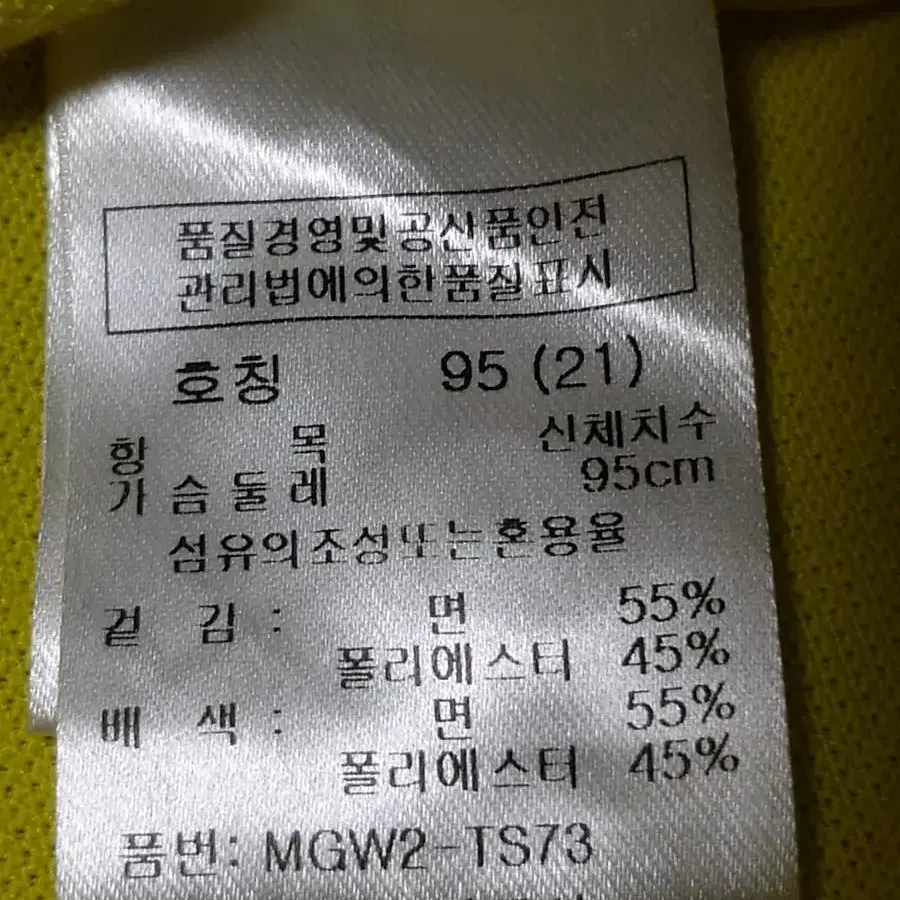 품질경영및공산품안전
관리법에의한품질표시
호칭 95 (21)
항 목 신체치수
가 슴 둘 레 95cm
섬유의조성또는혼용율
겉 감 : 면 55%
폴리에스터 45%
배 색 : 면 55%
폴리에스터 45%
품번: MGW2-TS73